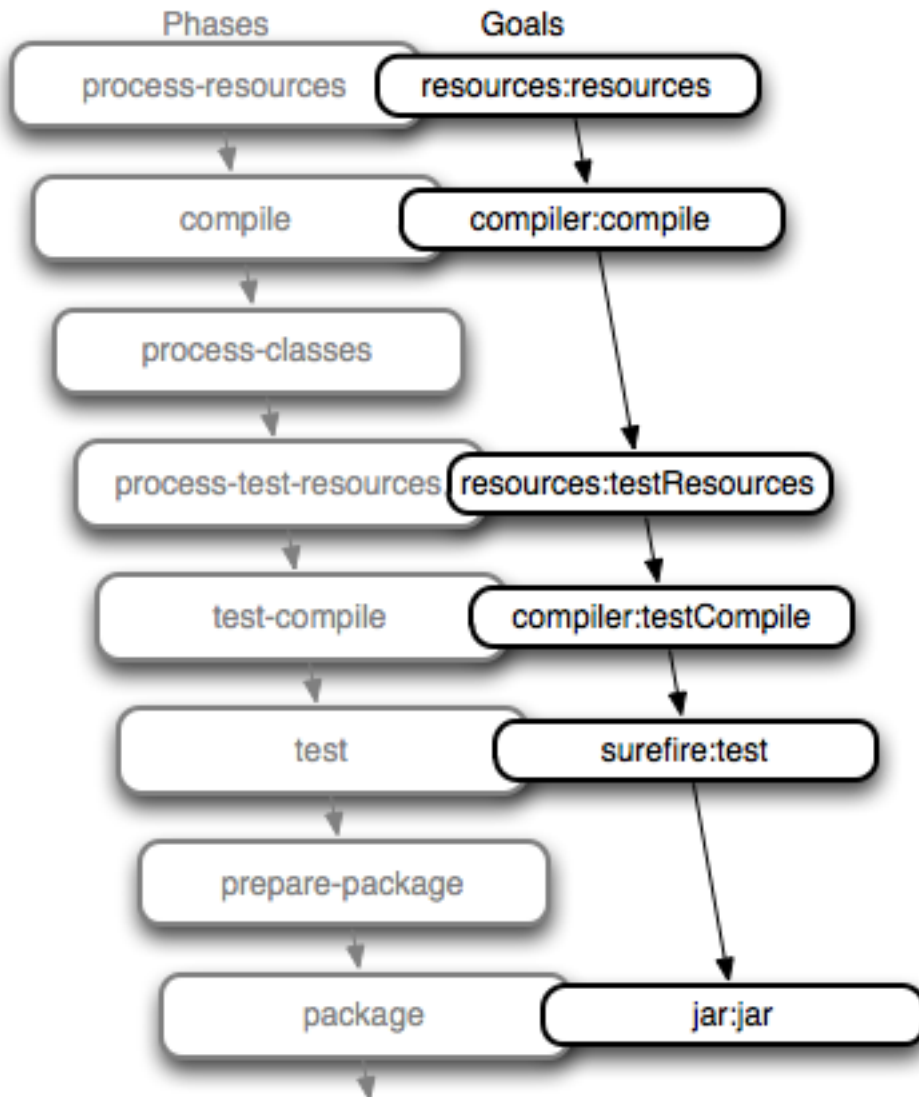 Phases Goals
process-resources resources:resources
compile compiler:compile
process-classes
process-test-resources resources:testResources
test-compile compiler:testCompile
test surefire:test
prepare-package
package jar:jar